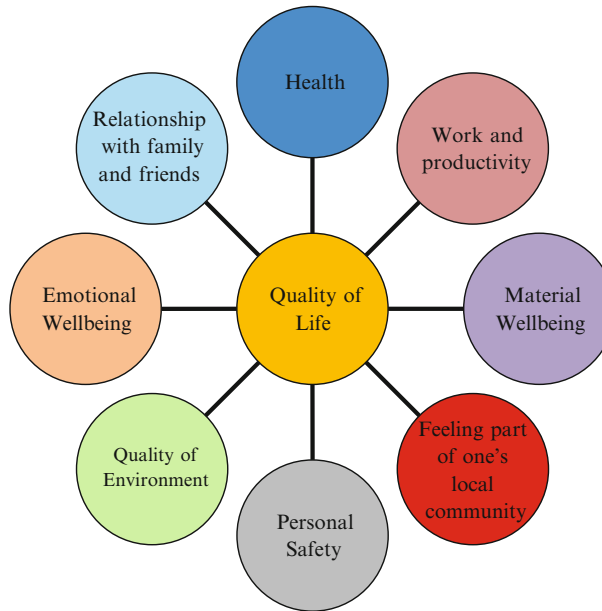 Health
Relationship
with family
and friends
Work and
productivity
Emotional
Wellbeing
Quality of
Life
Material
Wellbeing
Quality of
Environment
Feeling part
of one's
local
community
Personal
Safety